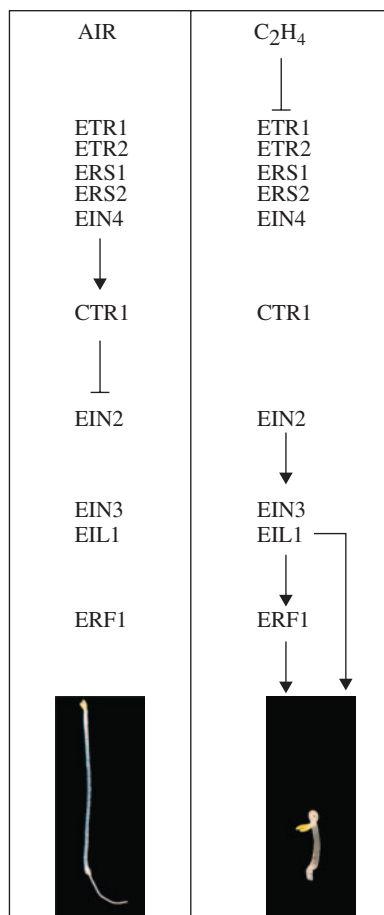 AIR
ETR1
ETR2
ERS1
ERS2
EIN4
CTR1
EIN2
EIN3
EIL1
ERF1
C₂H₄
ETR1
ETR2
ERS1
ERS2
EIN4
CTR1
EIN2
EIN3
EIL1
ERF1